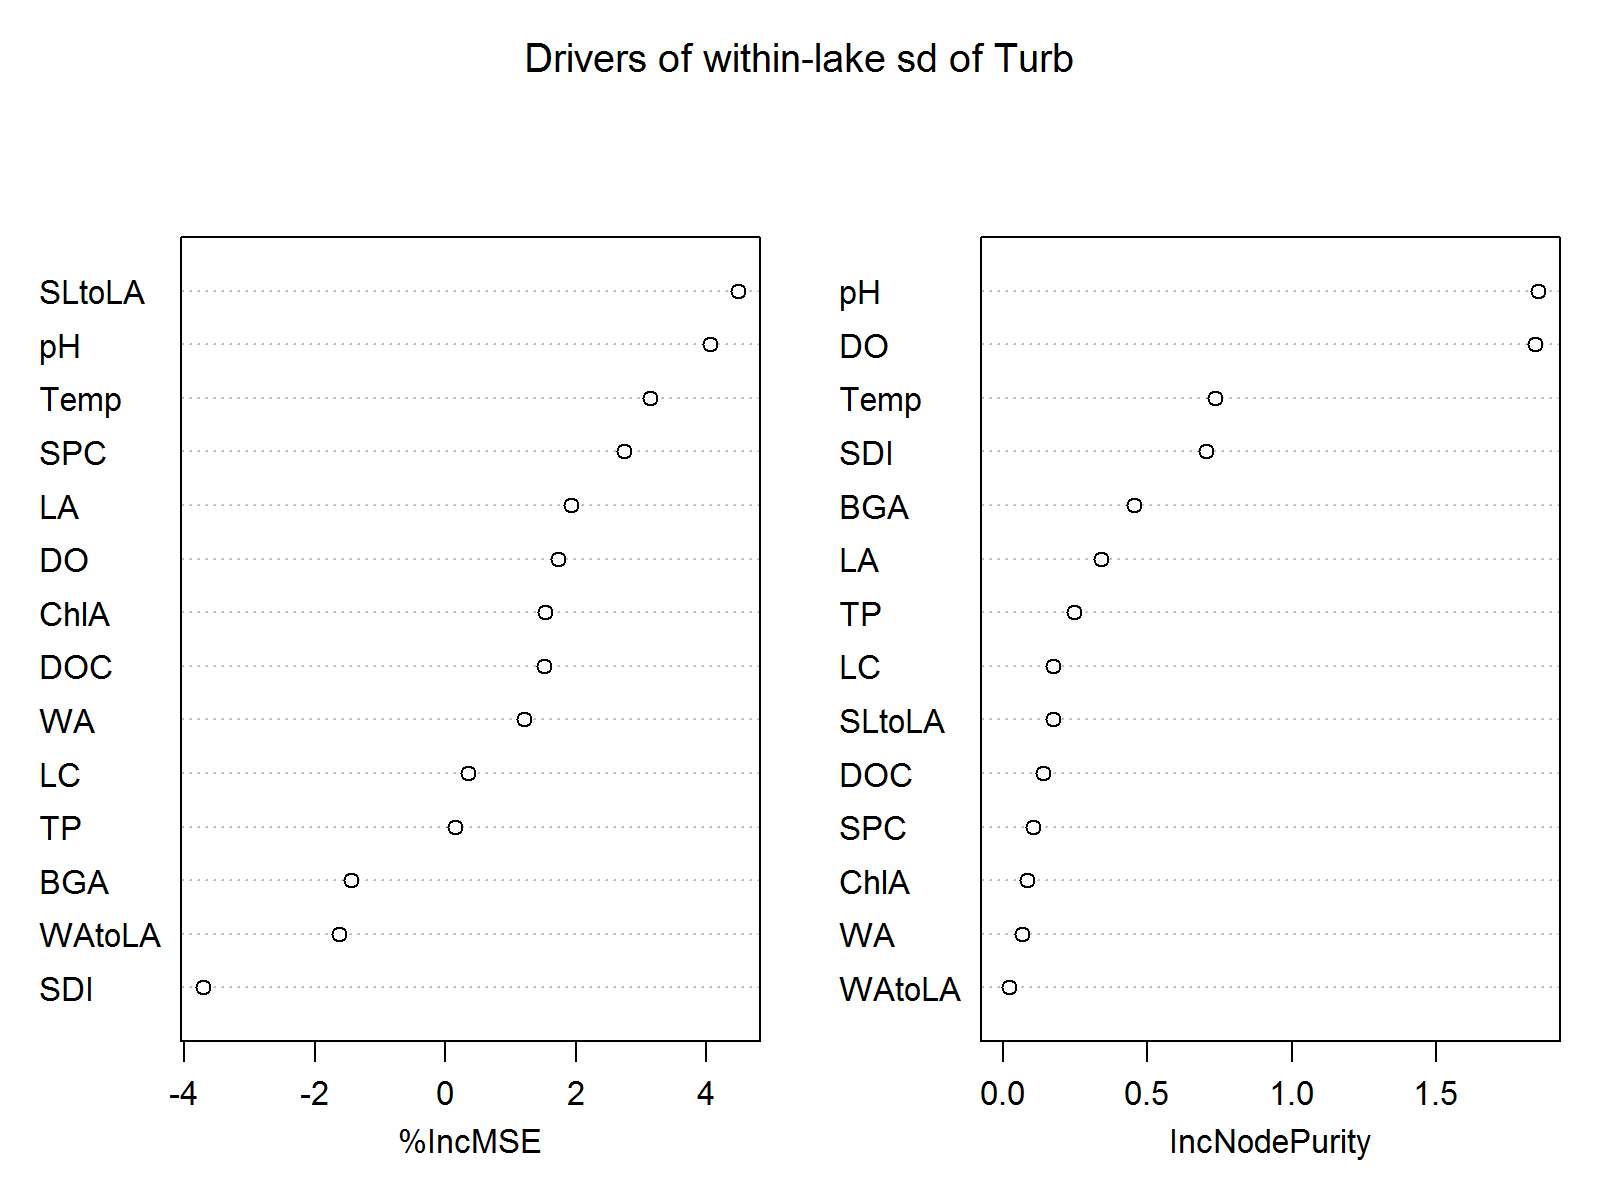 Drivers of within-lake sd of Turb
SLtoLA
pH
Temp
SPC
LA
DO
ChlA
DOC
WA
LC
TP
BGA
WAtoLA
SDI
-4 -2 0 2 4
%IncMSE
pH
DO
Temp
SDI
BGA
LA
TP
LC
SLtoLA
DOC
SPC
ChlA
WA
WAtoLA
0.0 0.5 1.0 1.5
IncNodePurity